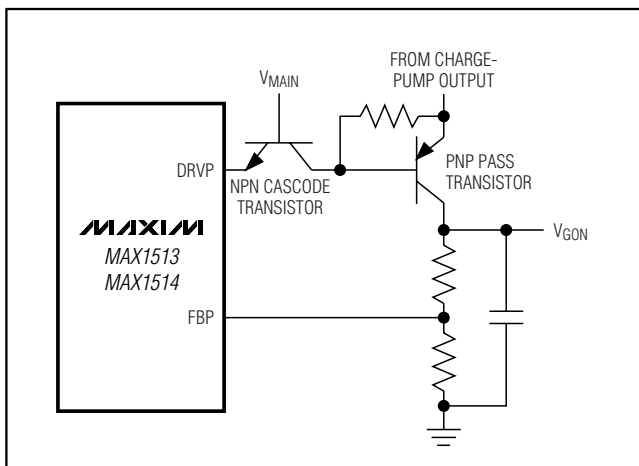 FROM CHARGE-
PUMP OUTPUT
VMAIN
DRVP
NPN CASCODE
TRANSISTOR
PNP PASS
TRANSISTOR
MAXIM
MAX1513
MAX1514
VGON
FBP